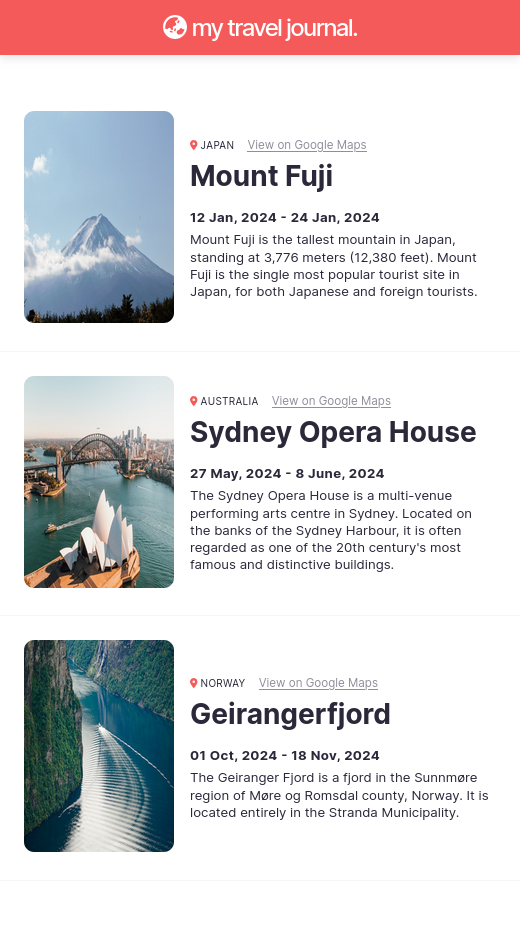 my travel journal.
JAPAN View on Google Maps
Mount Fuji
12 Jan, 2024 - 24 Jan, 2024
Mount Fuji is the tallest mountain in Japan,
standing at 3,776 meters (12,380 feet). Mount
Fuji is the single most popular tourist site in
Japan, for both Japanese and foreign tourists.
AUSTRALIA View on Google Maps
Sydney Opera House
27 May, 2024 - 8 June, 2024
The Sydney Opera House is a multi-venue
performing arts centre in Sydney. Located on
the banks of the Sydney Harbour, it is often
regarded as one of the 20th century's most
famous and distinctive buildings.
NORWAY View on Google Maps
Geirangerfjord
01 Oct, 2024 - 18 Nov, 2024
The Geiranger Fjord is a fjord in the Sunnmøre
region of Møre og Romsdal county, Norway. It is
located entirely in the Stranda Municipality.